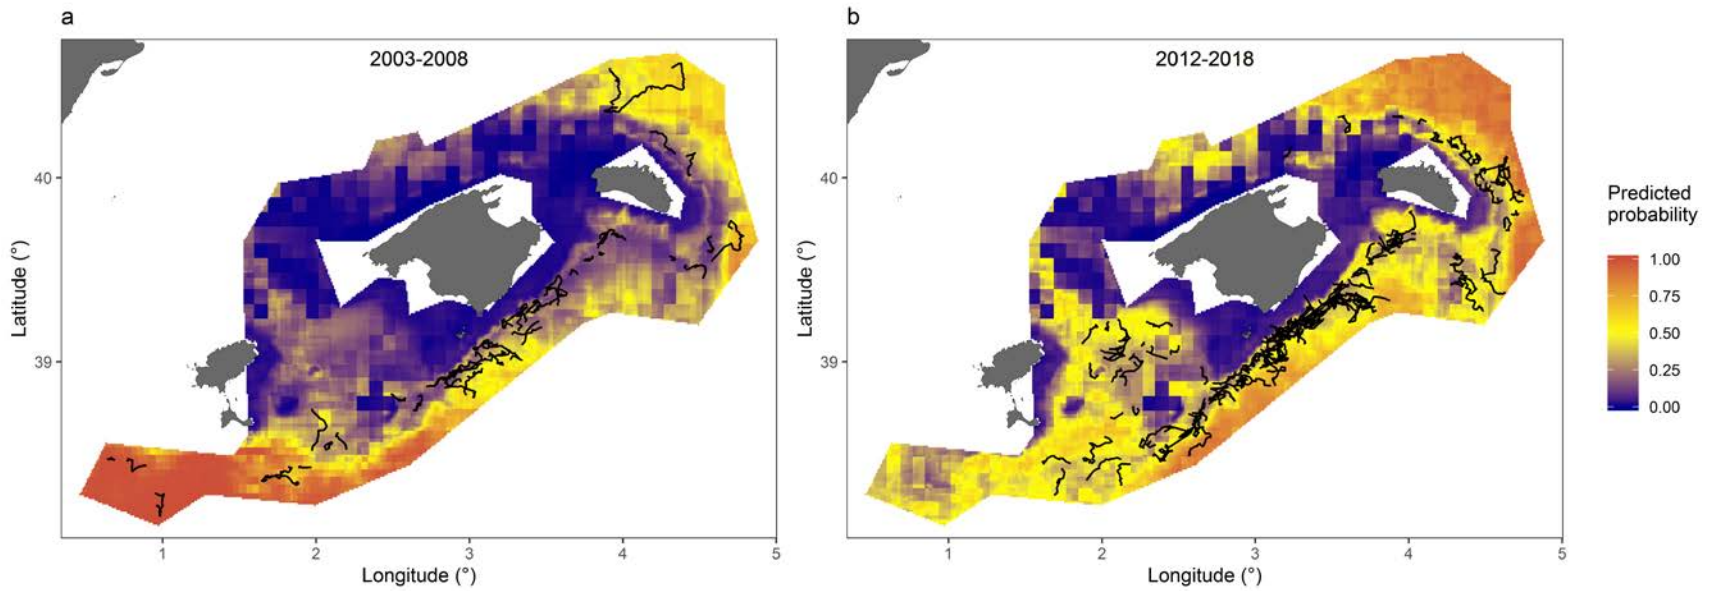 a
2003-2008
40
39
Latitude (°)
1 2 3 4 5
Longitude (°)
b
2012-2018
40
39
Latitude (°)
1 2 3 4 5
Longitude (°)
Predicted
probability
1.00
0.75
0.50
0.25
0.00